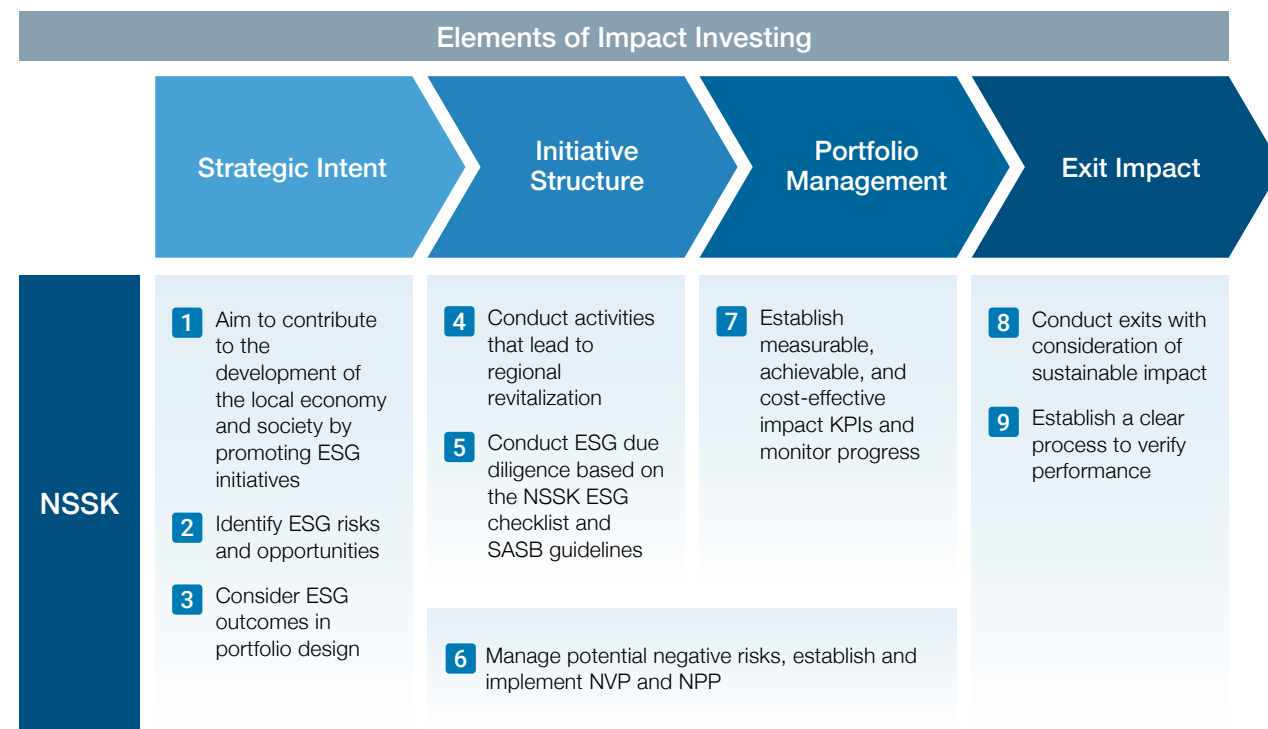 Elements of Impact Investing
Strategic Intent
Initiative
Structure
Portfolio
Management
Exit Impact
NSSK
1 Aim to contribute
to the
development of
the local economy
and society by
promoting ESG
initiatives
2 Identify ESG risks
and opportunities
3 Consider ESG
outcomes in
portfolio design
4 Conduct activities
that lead to
regional
revitalization
5 Conduct ESG due
diligence based on
the NSSK ESG
checklist and
SASB guidelines
6 Manage potential negative risks, establish and
implement NVP and NPP
7 Establish
measurable,
achievable, and
cost-effective
impact KPIs and
monitor progress
8 Conduct exits with
consideration of
sustainable impact
9 Establish a clear
process to verify
performance